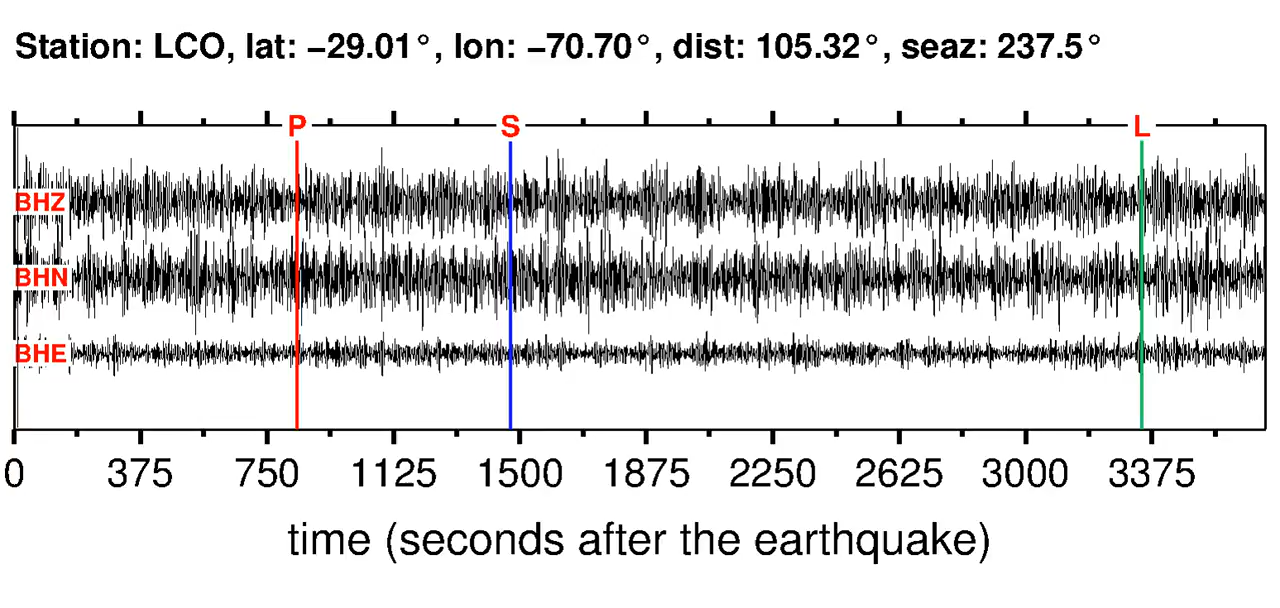 Station: LCO, lat: −29.01°, lon: −70.70°, dist: 105.32°, seaz: 237.5°
P S L
BHZ
BHN
BHE
0 375 750 1125 1500 1875 2250 2625 3000 3375
time (seconds after the earthquake)